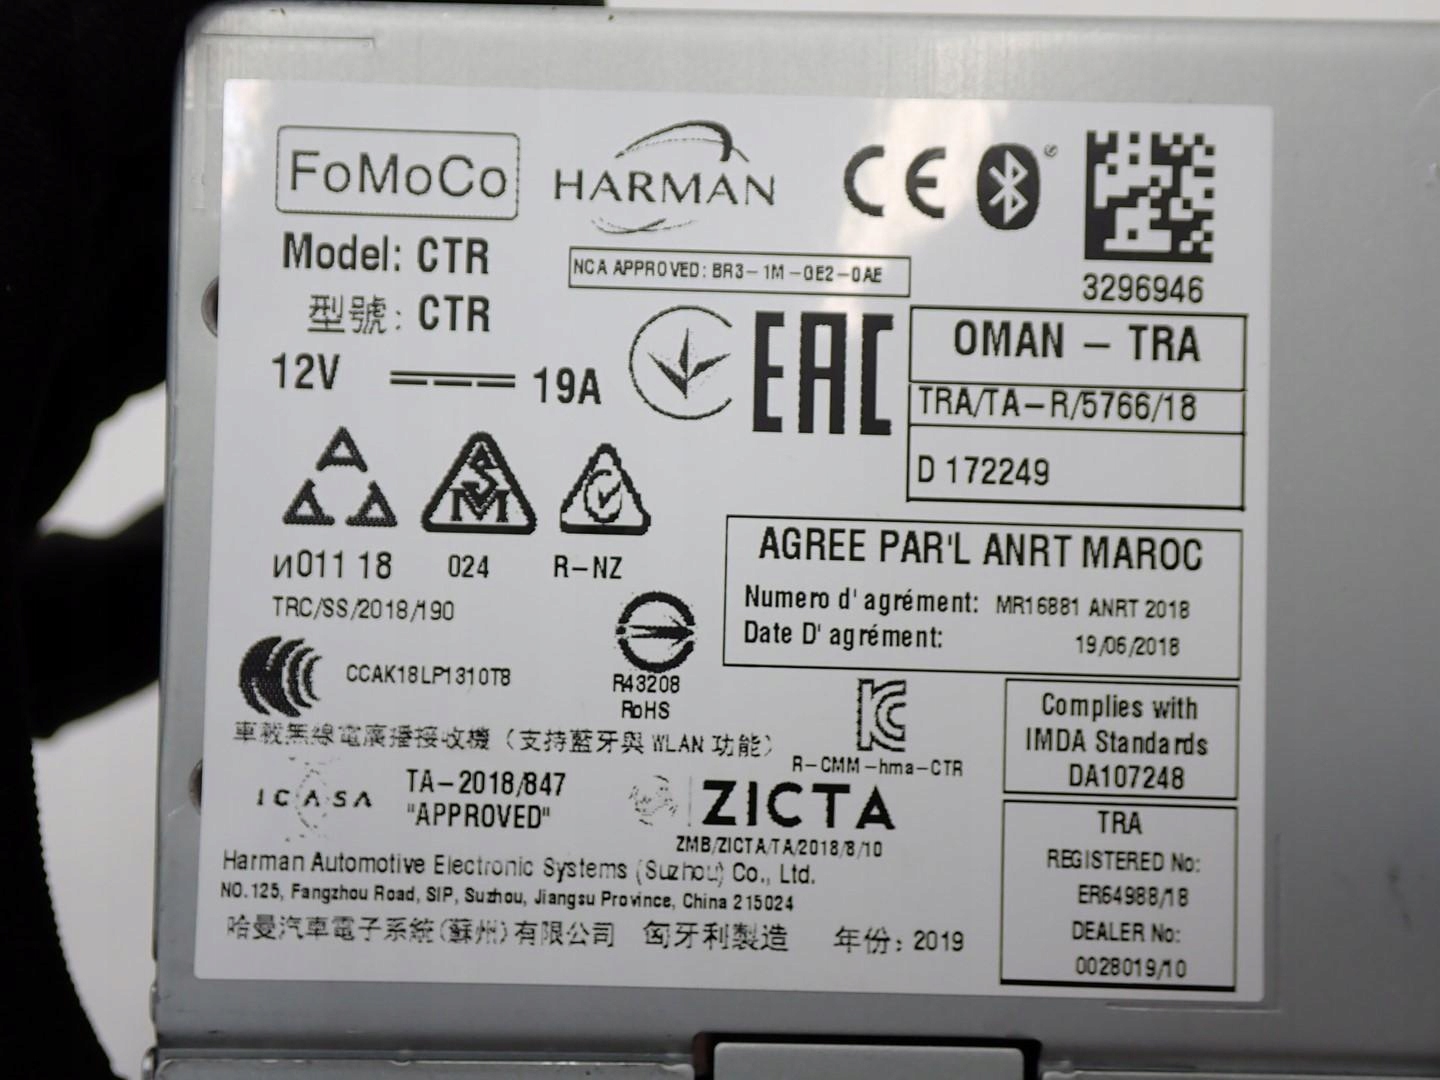 FoMoCo
HARMAN
CE
Model: CTR
NCA APPROVED: BR3-1M-0E2-0AE
3296946
型號: CTR
12V
19A
EAC
OMAN - TRA
TRA/TA-R/5766/18
D 172249
SM
И011 18
024
R-NZ
TRC/SS/2018/190
AGREE PAR'L ANRT MAROC
Numero d' agrément: MR16881 ANRT 2018
Date D' agrément: 19/06/2018
CCAK18LP1310T8
R43208
RoHS
車載無線電廣播接收機 (支持藍牙與 WLAN 功能)
R-CMM-hma-CTR
Complies with
IMDA Standards
DA107248
ICASA
TA-2018/847
"APPROVED"
ZICTA
ZMB/ZICTA/TA/2018/8/10
TRA
REGISTERED No:
ER64988/18
DEALER No:
0028019/10
Harman Automotive Electronic Systems (Suzhou) Co., Ltd.
NO.125, Fangzhou Road, SIP, Suzhou, Jiangsu Province, China 215024
哈曼汽車電子系統(蘇州)有限公司 匈牙利製造 年份: 2019